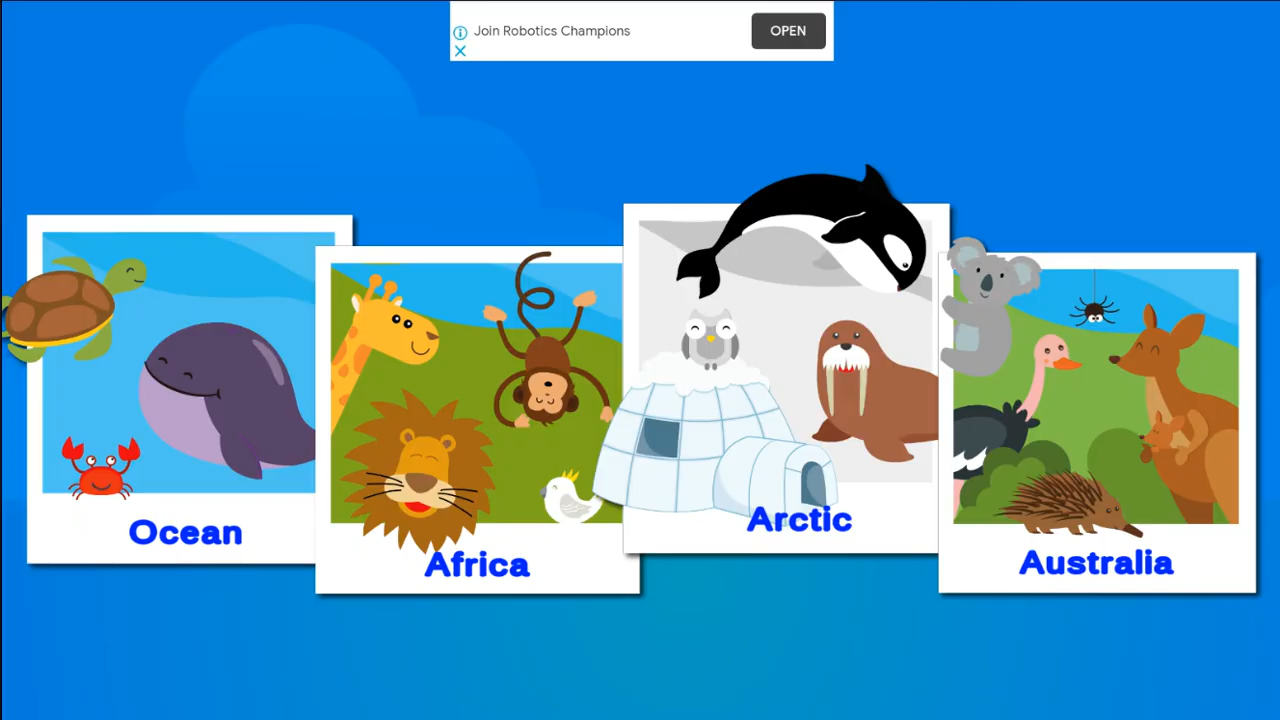 Join Robotics Champions
OPEN
Ocean
Africa
Arctic
Australia